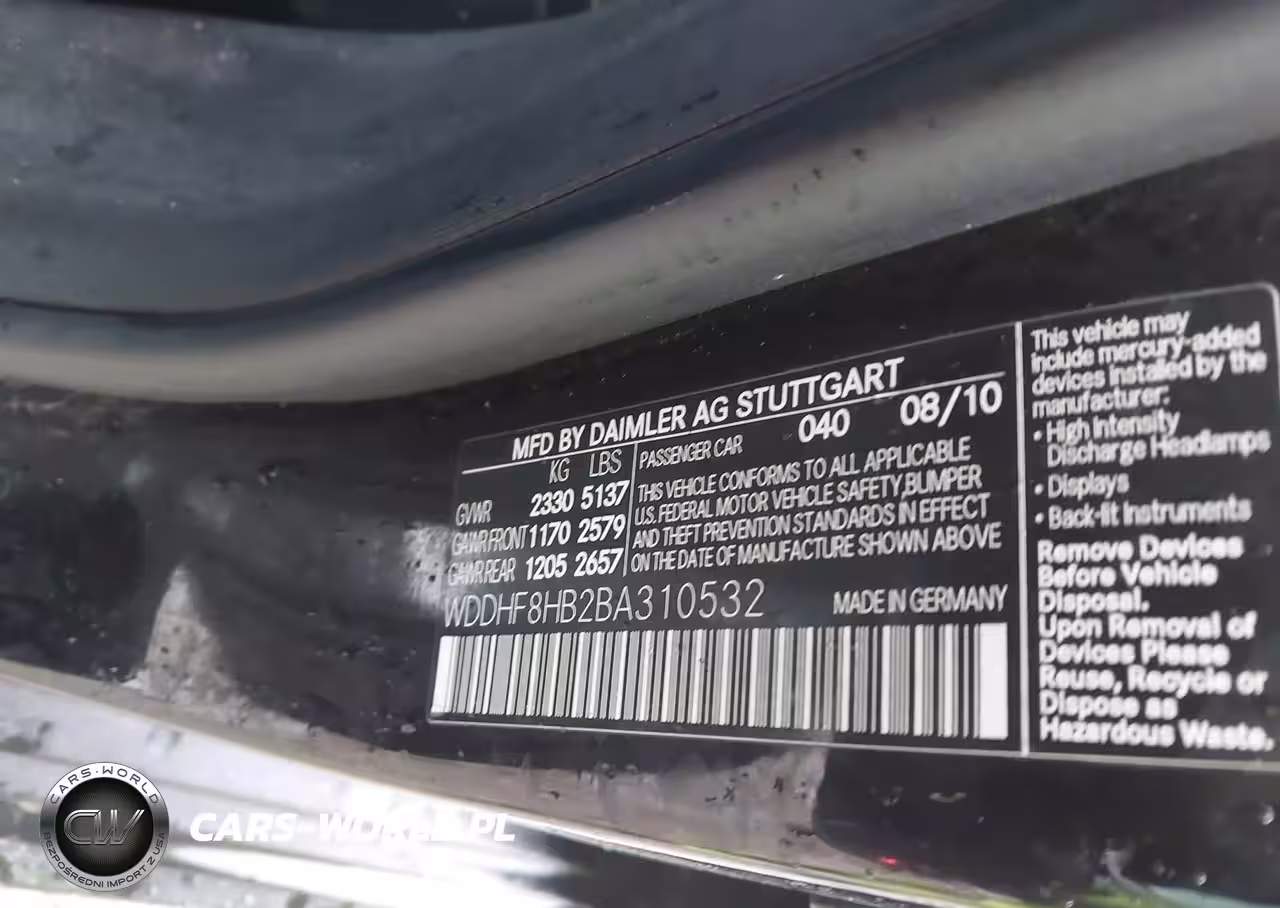 MFD BY DAIMLER AG STUTTGART
KG LBS
GVWR 2330 5137
GAWR FRONT 1170 2579
GAWR REAR 1205 2657
PASSENGER CAR 040 08/10
THIS VEHICLE CONFORMS TO ALL APPLICABLE
U.S. FEDERAL MOTOR VEHICLE SAFETY, BUMPER
AND THEFT PREVENTION STANDARDS IN EFFECT
ON THE DATE OF MANUFACTURE SHOWN ABOVE
WDDHF8HB2BA310532 MADE IN GERMANY
This vehicle may
include mercury-added
devices installed by the
manufacturer:
• High Intensity
Discharge Headlamps
• Displays
• Back-lit Instruments
Remove Devices
Before Vehicle
Disposal.
Upon Removal of
Devices Please
Reuse, Recycle or
Dispose as
Hazardous Waste.
CARS-WORLD
CW
BEZPOŚREDNI IMPORT Z USA
CARS-WORLD.PL